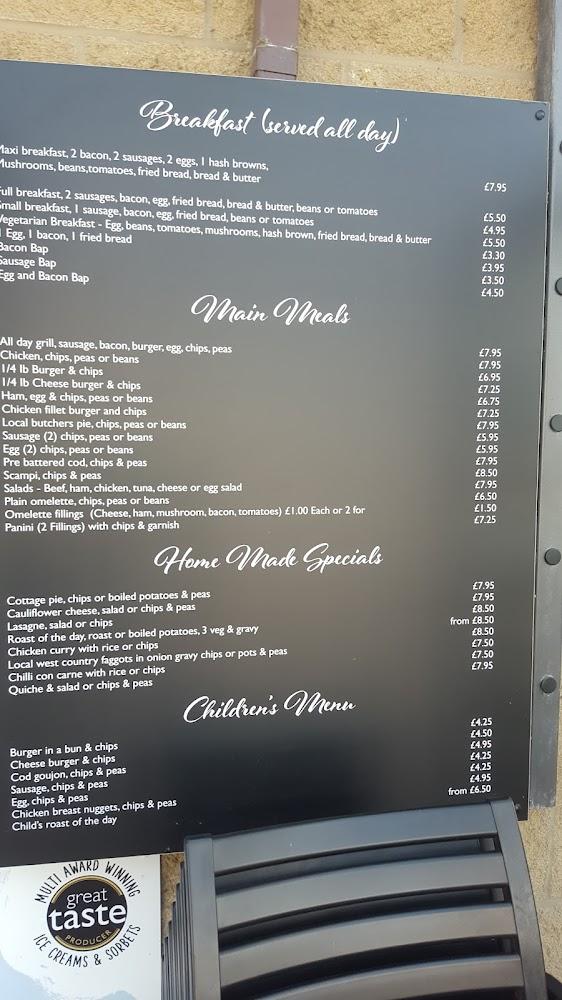 Breakfast (served all day)
Maxi breakfast, 2 bacon, 2 sausages, 2 eggs, 1 hash browns,
Mushrooms, beans,tomatoes, fried bread, bread & butter £7.95
Full breakfast, 2 sausages, bacon, egg, fried bread, bread & butter, beans or tomatoes £5.50
Small breakfast, 1 sausage, bacon, egg, fried bread, beans or tomatoes £4.95
Vegetarian Breakfast - Egg, beans, tomatoes, mushrooms, hash brown, fried bread, bread & butter £5.50
1 Egg, 1 bacon, 1 fried bread £3.30
Bacon Bap £3.95
Sausage Bap £3.50
Egg and Bacon Bap £4.50
Main Meals
All day grill, sausage, bacon, burger, egg, chips, peas £7.95
Chicken, chips, peas or beans £7.95
1/4 lb Burger & chips £6.95
1/4 lb Cheese burger & chips £7.25
Ham, egg & chips, peas or beans £6.75
Chicken fillet burger and chips £7.25
Local butchers pie, chips, peas or beans £7.95
Sausage (2) chips, peas or beans £5.95
Egg (2) chips, peas or beans £5.95
Pre battered cod, chips & peas £7.95
Scampi, chips & peas £8.50
Salads - Beef, ham, chicken, tuna, cheese or egg salad £7.95
Plain omelette, chips, peas or beans £6.50
Omelette fillings (Cheese, ham, mushroom, bacon, tomatoes) £1.00 Each or 2 for £1.50
Panini (2 Fillings) with chips & garnish £7.25
Home Made Specials
Cottage pie, chips or boiled potatoes & peas £7.95
Cauliflower cheese, salad or chips & peas £7.95
Lasagne, salad or chips £8.50
Roast of the day, roast or boiled potatoes, 3 veg & gravy from £8.50
Chicken curry with rice or chips £8.50
Local west country faggots in onion gravy chips or pots & peas £7.50
Chilli con carne with rice or chips £7.50
Quiche & salad or chips & peas £7.95
Children's Menu
Burger in a bun & chips £4.25
Cheese burger & chips £4.50
Cod goujon, chips & peas £4.95
Sausage, chips & peas £4.25
Egg, chips & peas £4.25
Chicken breast nuggets, chips & peas £4.95
Child's roast of the day from £6.50
MULTI AWARD WINNING
great
taste
PRODUCER
ICE CREAMS & SORBETS